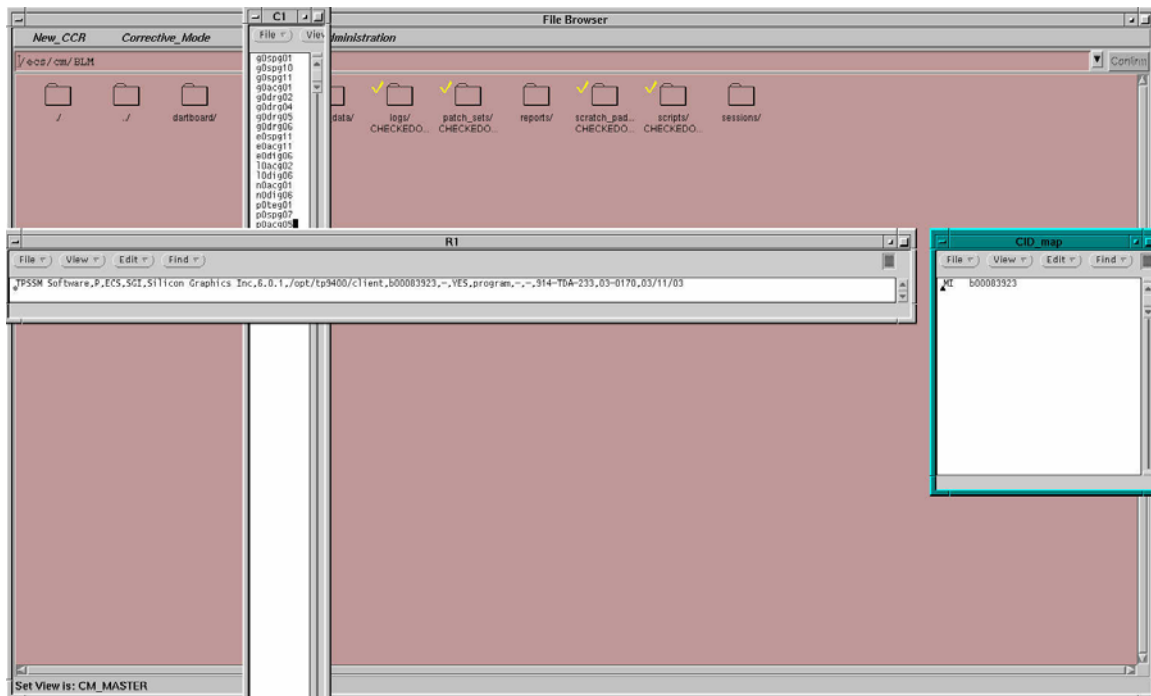 File Browser
New_CCR Corrective_Mode ministration
/ecs/cm/BLM
Confirm
./
../
dartboard/
data/
logs/
CHECKEDO...
patch_sets/
CHECKEDO...
reports/
scratch_pad...
CHECKEDO...
scripts/
CHECKEDO...
sessions/
C1
File View
g0spg01
g0spg10
g0spg11
g0acg01
g0drg02
g0drg04
g0drg05
g0drg06
e0spg11
e0acg11
e0dig06
l0acg02
l0dig06
n0acg01
n0dig06
p0teg01
p0spg07
p0acg05
R1
File View Edit Find
TPSSM Software,P,ECS,SGI,Silicon Graphics Inc,6.0.1,/opt/tp9400/client,b00083923,-,YES,program,-,-,914-TDA-233,03-0170,03/11/03
CID_map
File View Edit Find
MI b00083923
Set View is: CM_MASTER